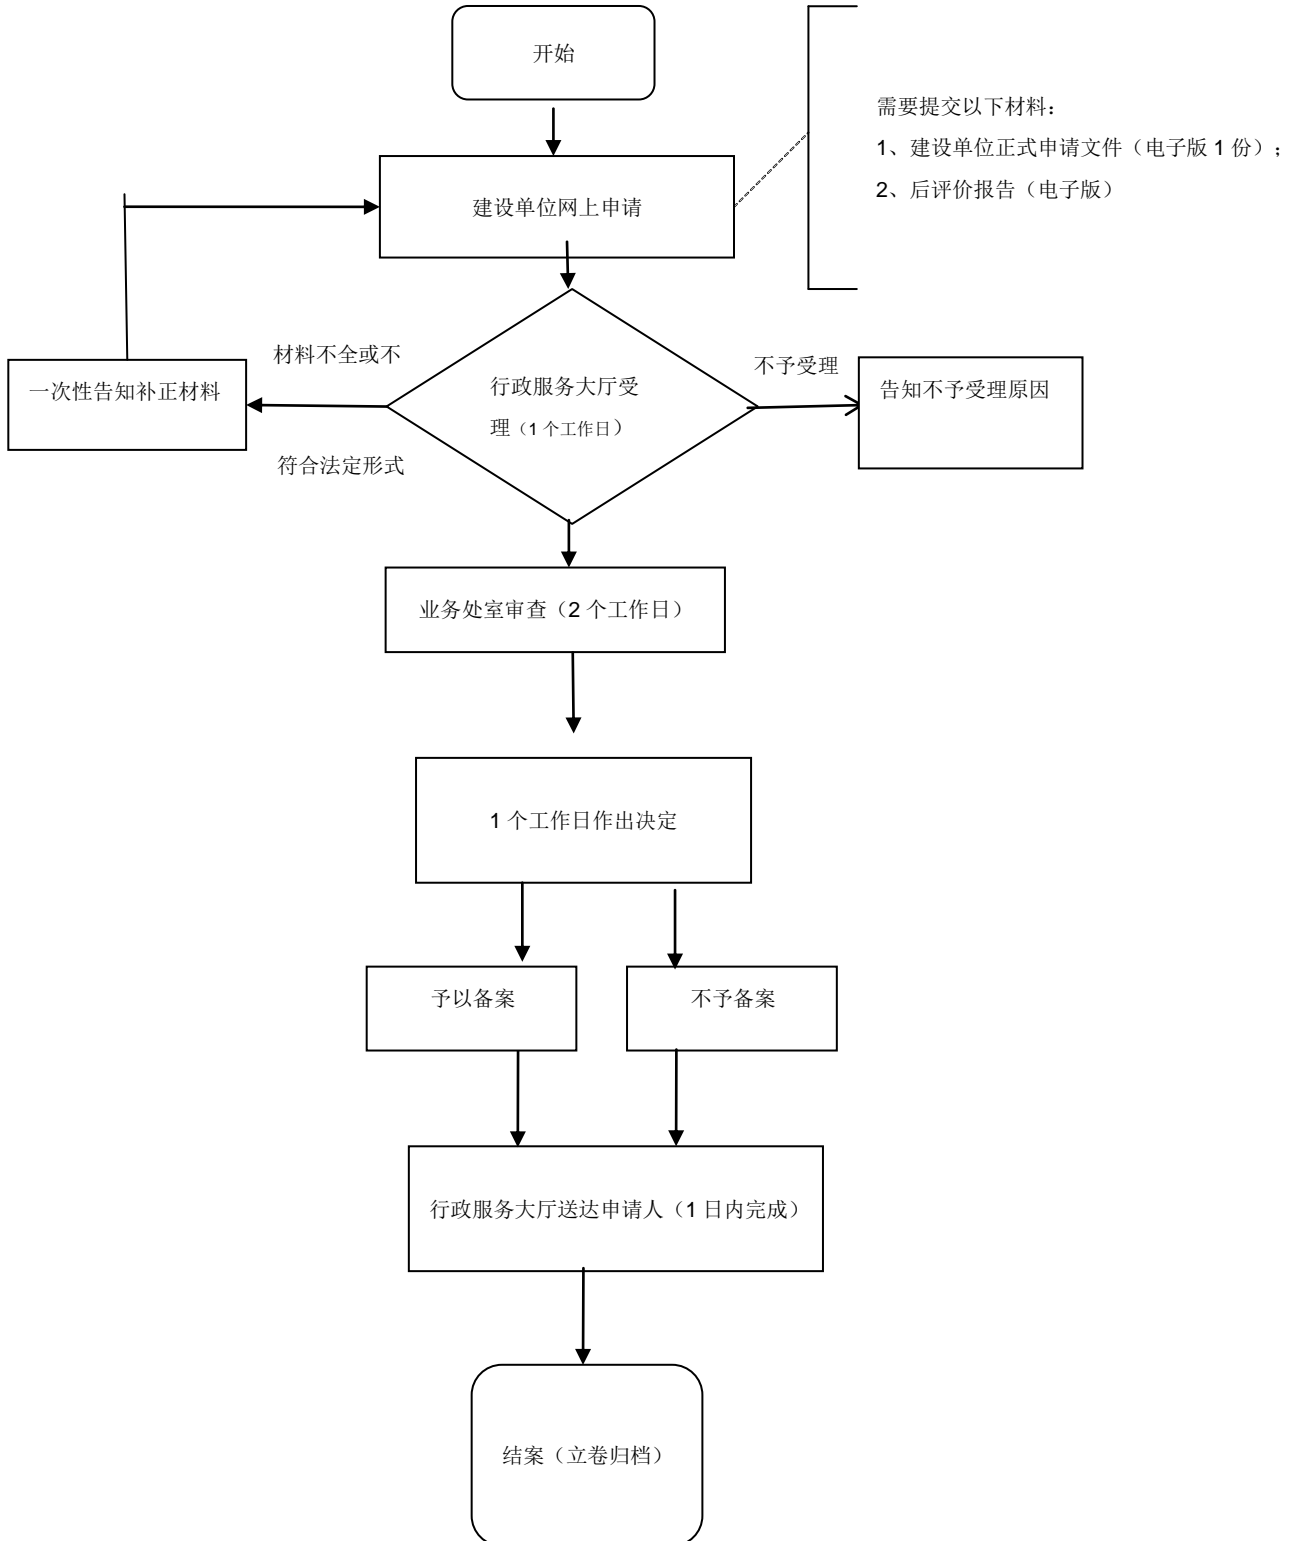 开始
需要提交以下材料：
1、建设单位正式申请文件（电子版 1 份）；
2、后评价报告（电子版）
建设单位网上申请
材料不全或不
符合法定形式
不予受理
一次性告知补正材料
行政服务大厅受
理（1 个工作日）
告知不予受理原因
业务处室审查（2 个工作日）
1 个工作日作出决定
予以备案
不予备案
行政服务大厅送达申请人（1 日内完成）
结案（立卷归档）